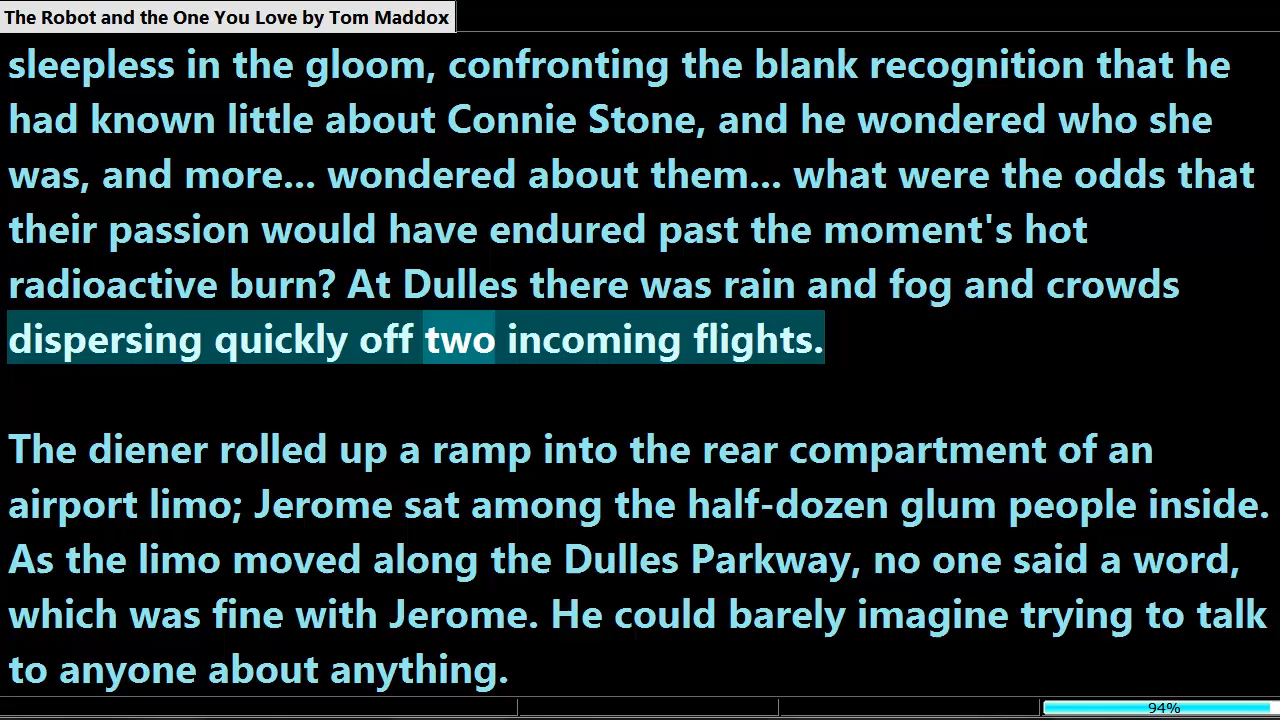 The Robot and the One You Love by Tom Maddox
sleepless in the gloom, confronting the blank recognition that he
had known little about Connie Stone, and he wondered who she
was, and more... wondered about them... what were the odds that
their passion would have endured past the moment's hot
radioactive burn? At Dulles there was rain and fog and crowds
dispersing quickly off two incoming flights.
The diener rolled up a ramp into the rear compartment of an
airport limo; Jerome sat among the half-dozen glum people inside.
As the limo moved along the Dulles Parkway, no one said a word,
which was fine with Jerome. He could barely imagine trying to talk
to anyone about anything.
94%